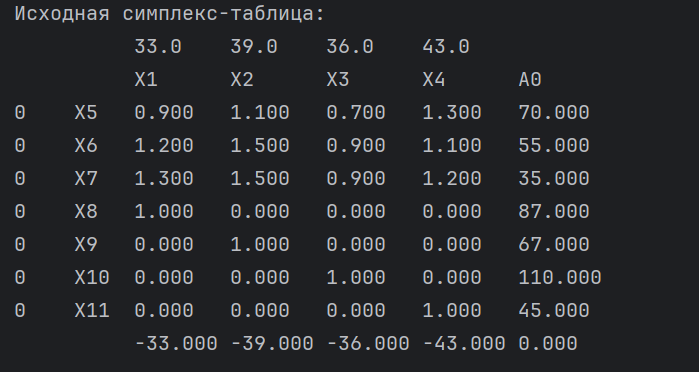 Исходная симплекс-таблица:
33.0 39.0 36.0 43.0
X1 X2 X3 X4 A0
0 X5 0.900 1.100 0.700 1.300 70.000
0 X6 1.200 1.500 0.900 1.100 55.000
0 X7 1.300 1.500 0.900 1.200 35.000
0 X8 1.000 0.000 0.000 0.000 87.000
0 X9 0.000 1.000 0.000 0.000 67.000
0 X10 0.000 0.000 1.000 0.000 110.000
0 X11 0.000 0.000 0.000 1.000 45.000
-33.000 -39.000 -36.000 -43.000 0.000